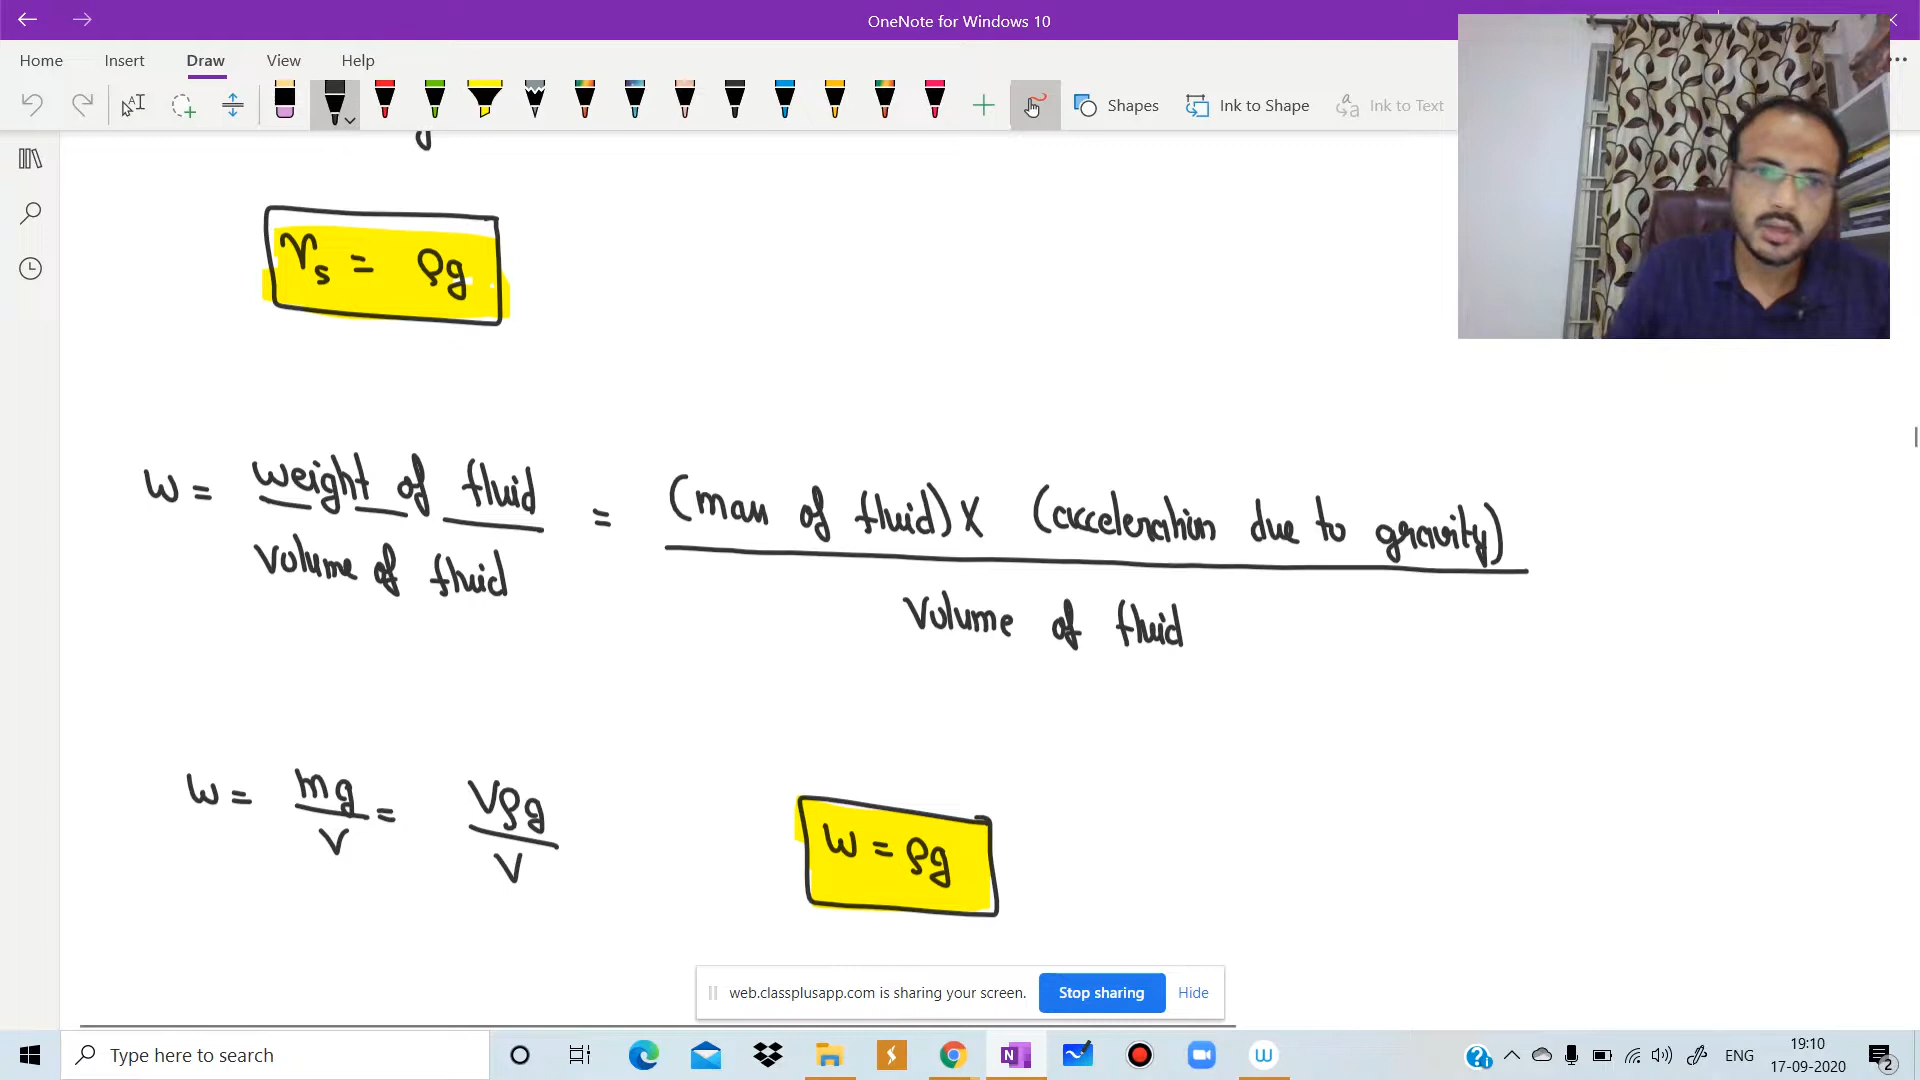 OneNote for Windows 10
Home Insert Draw View Help
Shapes Ink to Shape Ink to Text
γs = ρg
w = weight of fluid / volume of fluid = (mass of fluid) X (acceleration due to gravity) / Volume of fluid
w = mg / V = Vρg / V
w = ρg
web.classplusapp.com is sharing your screen. Stop sharing Hide
Type here to search
ENG
19:10
17-09-2020
2